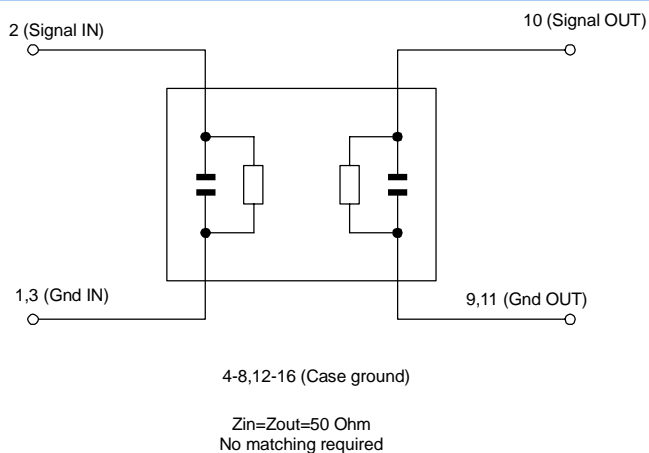 2 (Signal IN)
10 (Signal OUT)
1,3 (Gnd IN)
9,11 (Gnd OUT)
4-8,12-16 (Case ground)
Zin=Zout=50 Ohm
No matching required